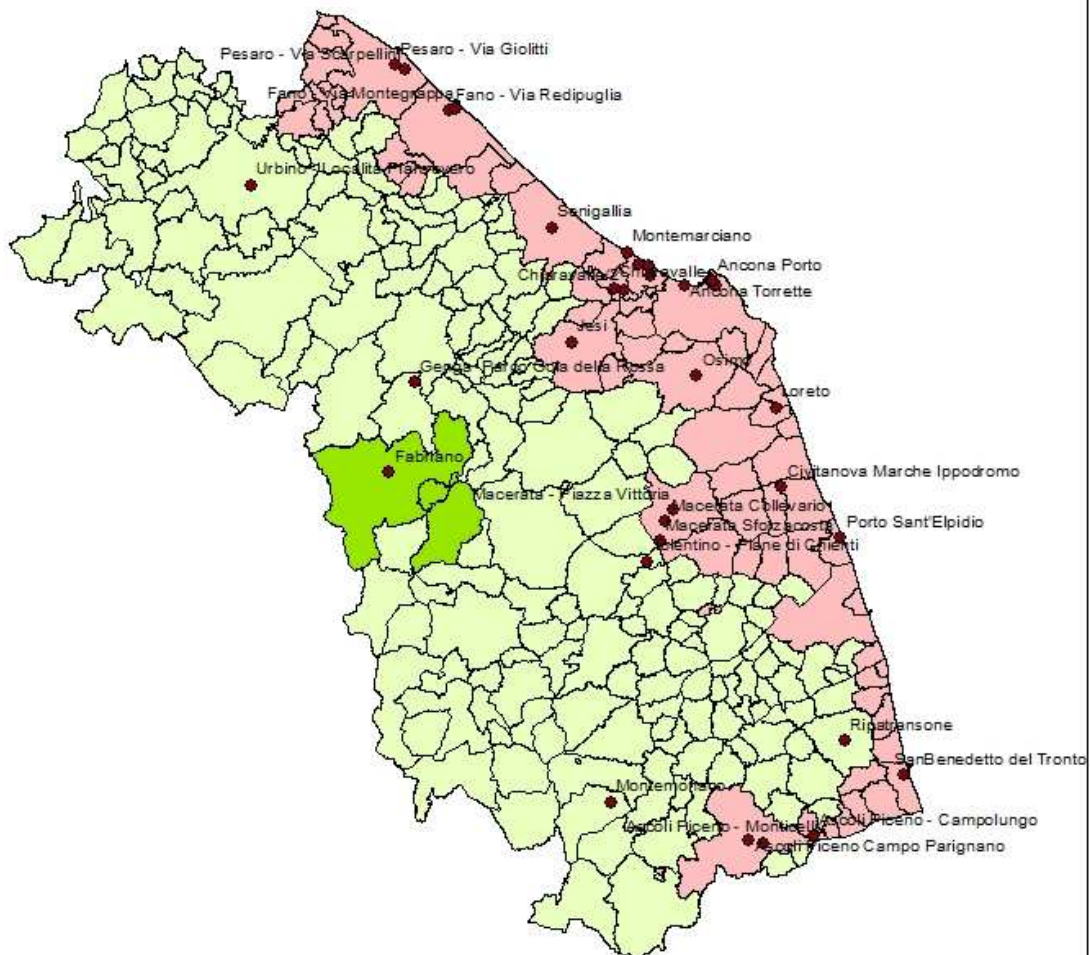 Pesaro - Via Scarpellini
Pesaro - Via Giolitti
Fano - Via Montegrappa
Fano - Via Redipuglia
Urbino - Località
Senigallia
Montemarciano
Chiaravalle
Chiaravalle
Ancona Porto
Ancona Torrette
Jesi
Osimo
Genga - Parco Gola della Rossa
Loreto
Fabriano
Civitanova Marche Ippodromo
Macerata - Piazza Vittoria
Macerata Collevario
Macerata Sforzacosta
Porto Sant'Elpidio
Tolentino - Piane di Chienti
Ripatransone
SanBenedetto del Tronto
Montemonaco
Ascoli Piceno - Monticelli
Ascoli Piceno - Campolungo
Ascoli Piceno Campo Parignano